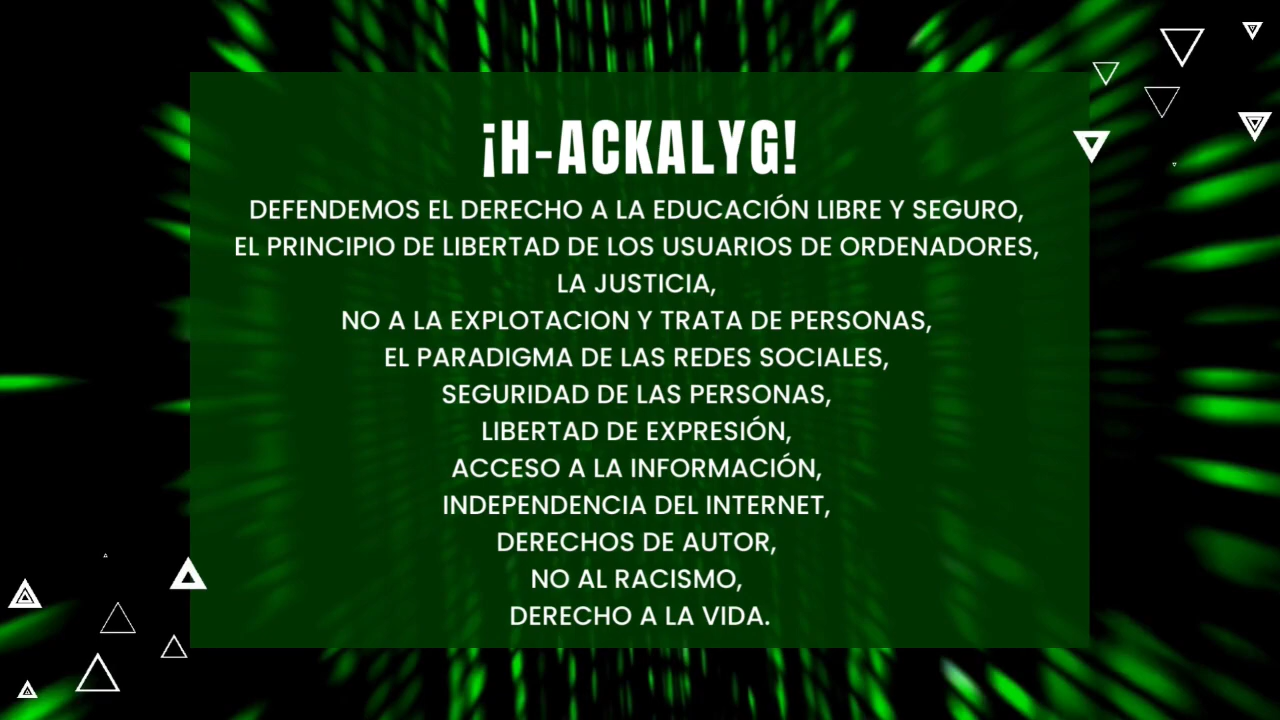 ¡H-ACKALYG!
DEFENDEMOS EL DERECHO A LA EDUCACIÓN LIBRE Y SEGURO,
EL PRINCIPIO DE LIBERTAD DE LOS USUARIOS DE ORDENADORES,
LA JUSTICIA,
NO A LA EXPLOTACION Y TRATA DE PERSONAS,
EL PARADIGMA DE LAS REDES SOCIALES,
SEGURIDAD DE LAS PERSONAS,
LIBERTAD DE EXPRESIÓN,
ACCESO A LA INFORMACIÓN,
INDEPENDENCIA DEL INTERNET,
DERECHOS DE AUTOR,
NO AL RACISMO,
DERECHO A LA VIDA.